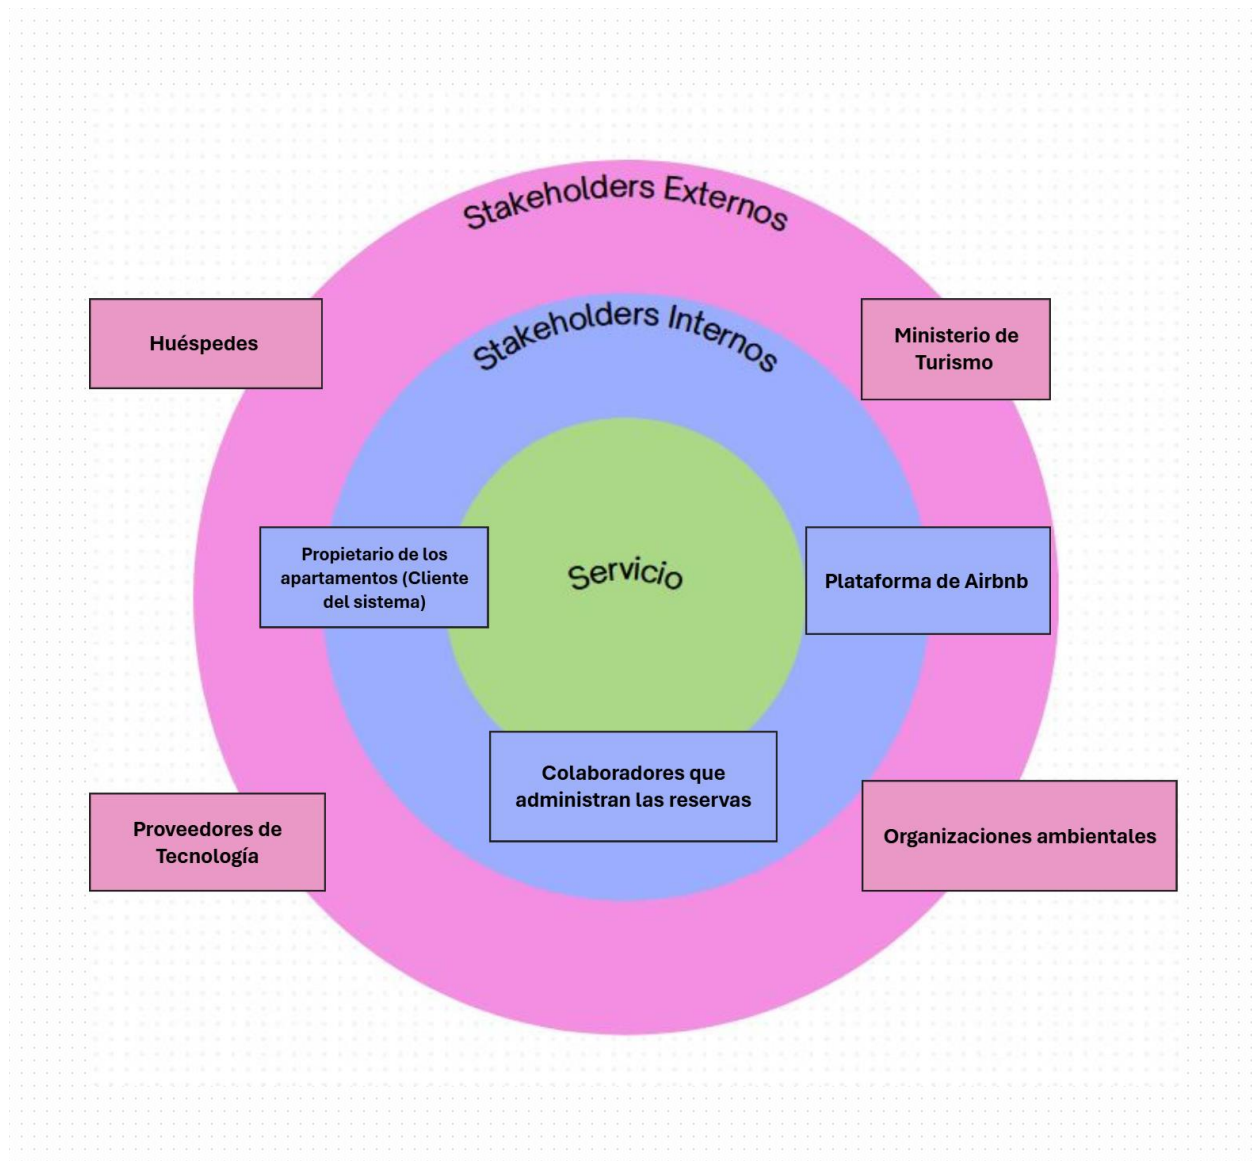 Stakeholders Externos
Stakeholders Internos
Huéspedes
Ministerio de
Turismo
Servicio
Propietario de los
apartamentos (Cliente
del sistema)
Plataforma de Airbnb
Colaboradores que
administran las reservas
Proveedores de
Tecnología
Organizaciones ambientales